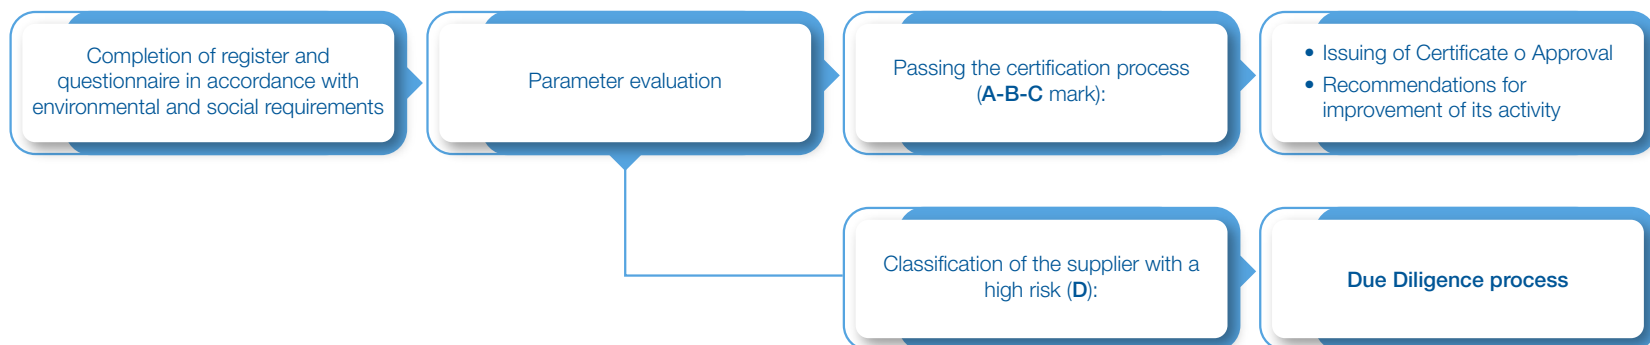 Completion of register and
questionnaire in accordance with
environmental and social requirements
Parameter evaluation
Passing the certification process
(A-B-C mark):
• Issuing of Certificate o Approval
• Recommendations for
improvement of its activity
Classification of the supplier with a
high risk (D):
Due Diligence process